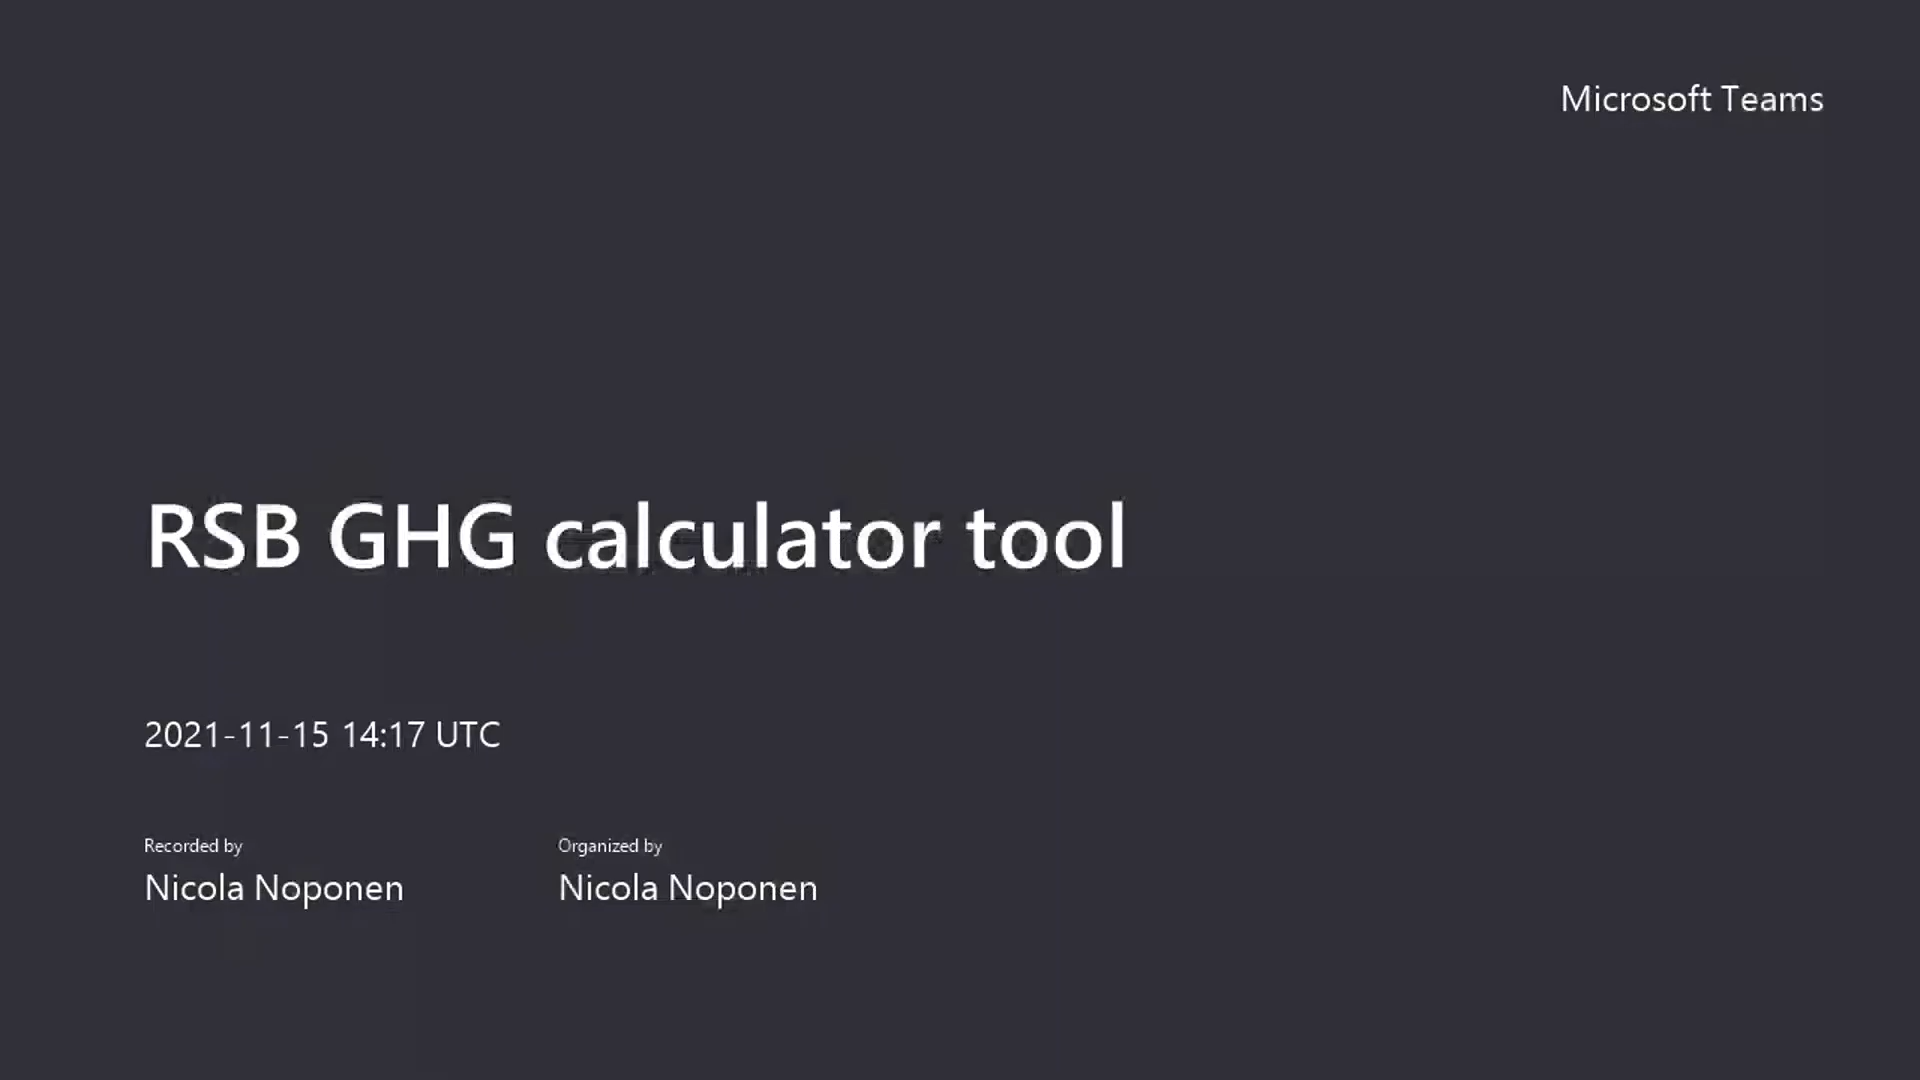 Microsoft Teams
RSB GHG calculator tool
2021-11-15 14:17 UTC
Recorded by
Nicola Noponen
Organized by
Nicola Noponen